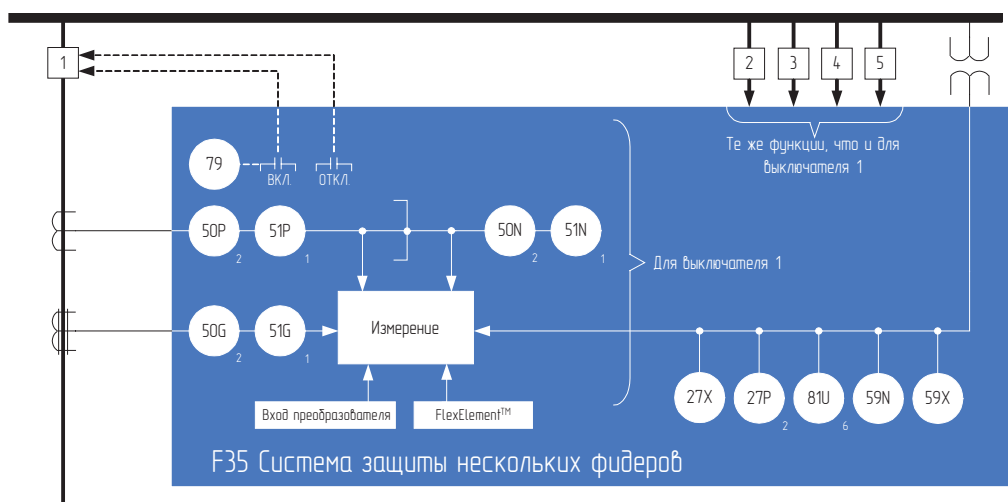 1
2
3
4
5
Те же функции, что и для
выключателя 1
79
ВКЛ.
ОТКЛ.
50P
2
51P
1
50N
2
51N
1
Для выключателя 1
50G
2
51G
1
Измерение
27X
27P
2
81U
6
59N
59X
Вход преобразователя
FlexElement™
F35 Система защиты нескольких фидеров